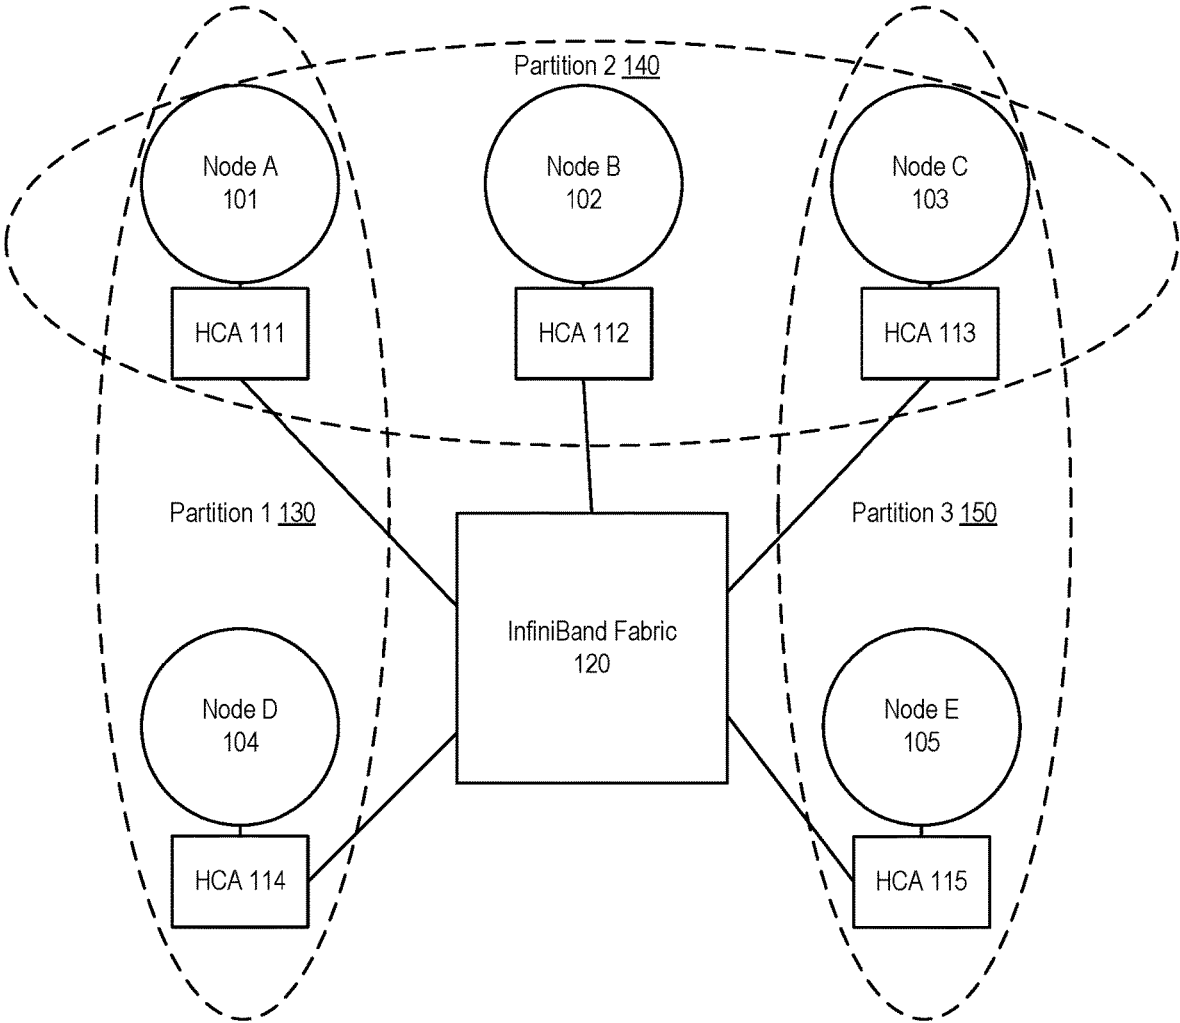 Partition 2 140
Node A
101
Node B
102
Node C
103
HCA 111
HCA 112
HCA 113
Partition 1 130
Partition 3 150
InfiniBand Fabric
120
Node D
104
Node E
105
HCA 114
HCA 115